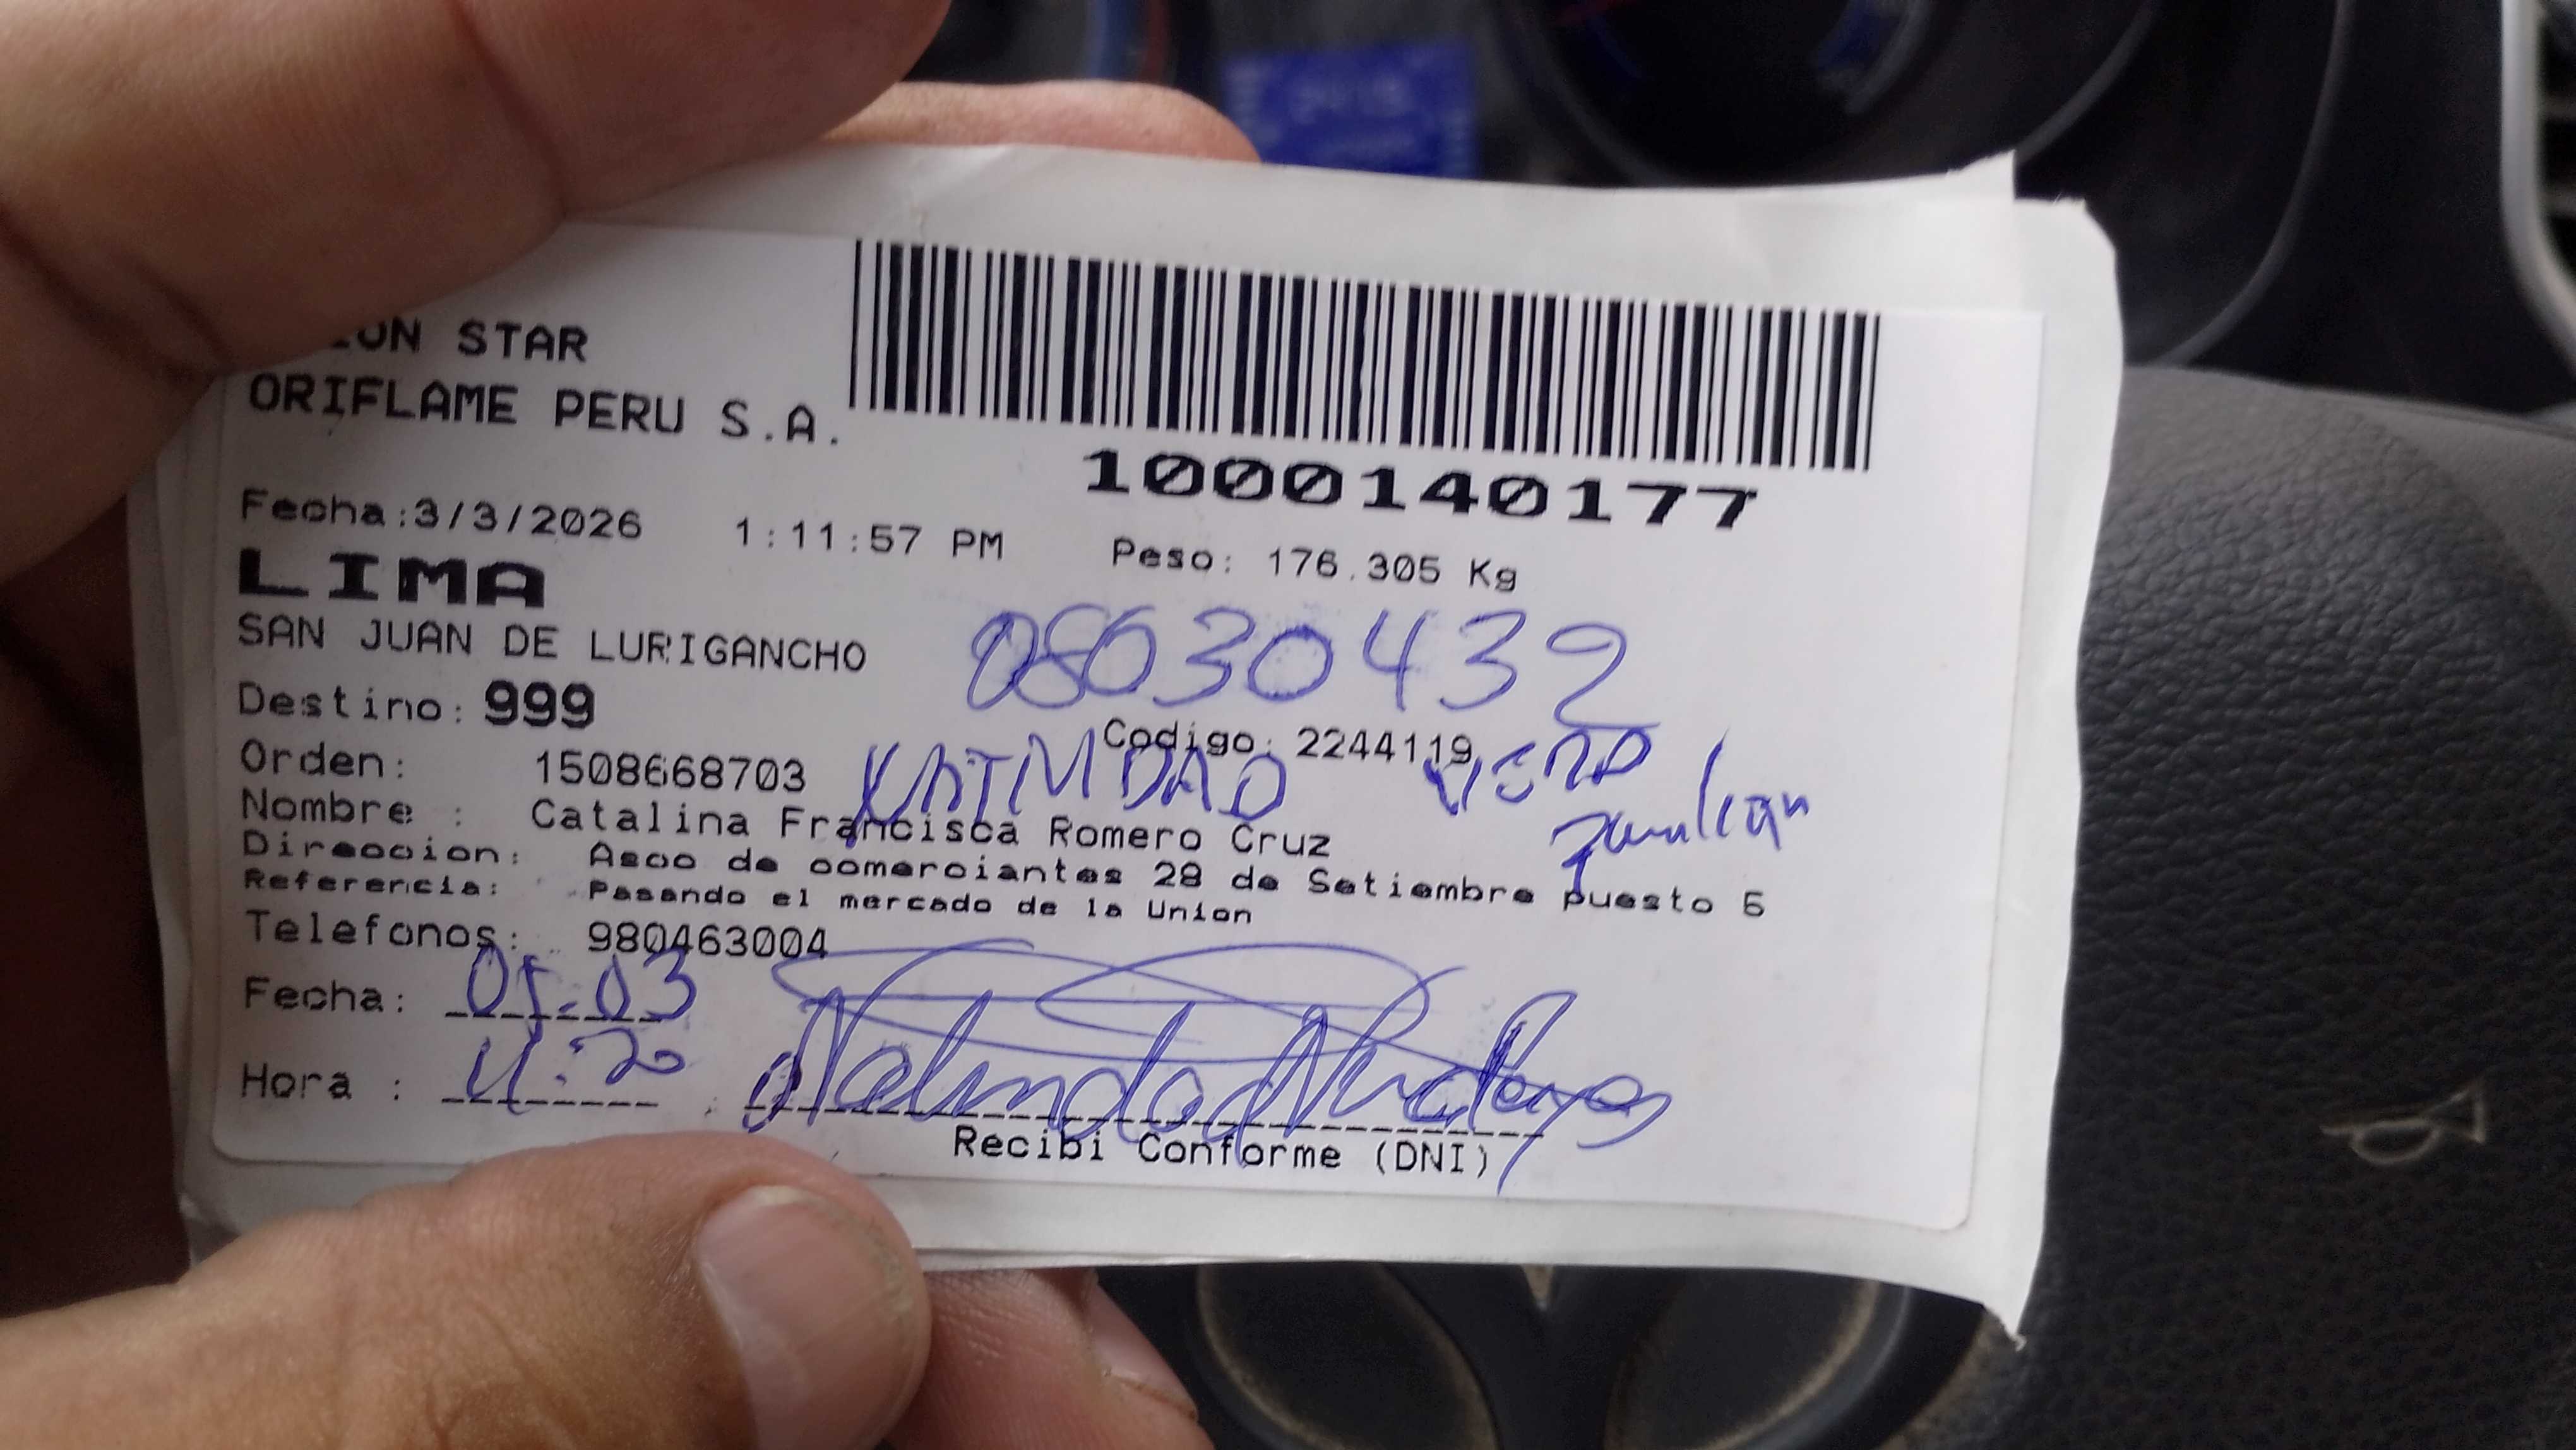 ION STAR
ORIFLAME PERU S.A.
1000140177
Fecha:3/3/2026 1:11:57 PM Peso: 176.305 Kg
LIMA
SAN JUAN DE LURIGANCHO
Destino: 999
Codigo: 2244119
Orden: 1508668703
Nombre : Catalina Francisca Romero Cruz
Direccion: Asoc de comerciantes 28 de Setiembre puesto 5
Referencia: Pasando el mercado de la Union
Telefonos: 980463004
Fecha: 05.03
Hora :
Recibi Conforme (DNI)